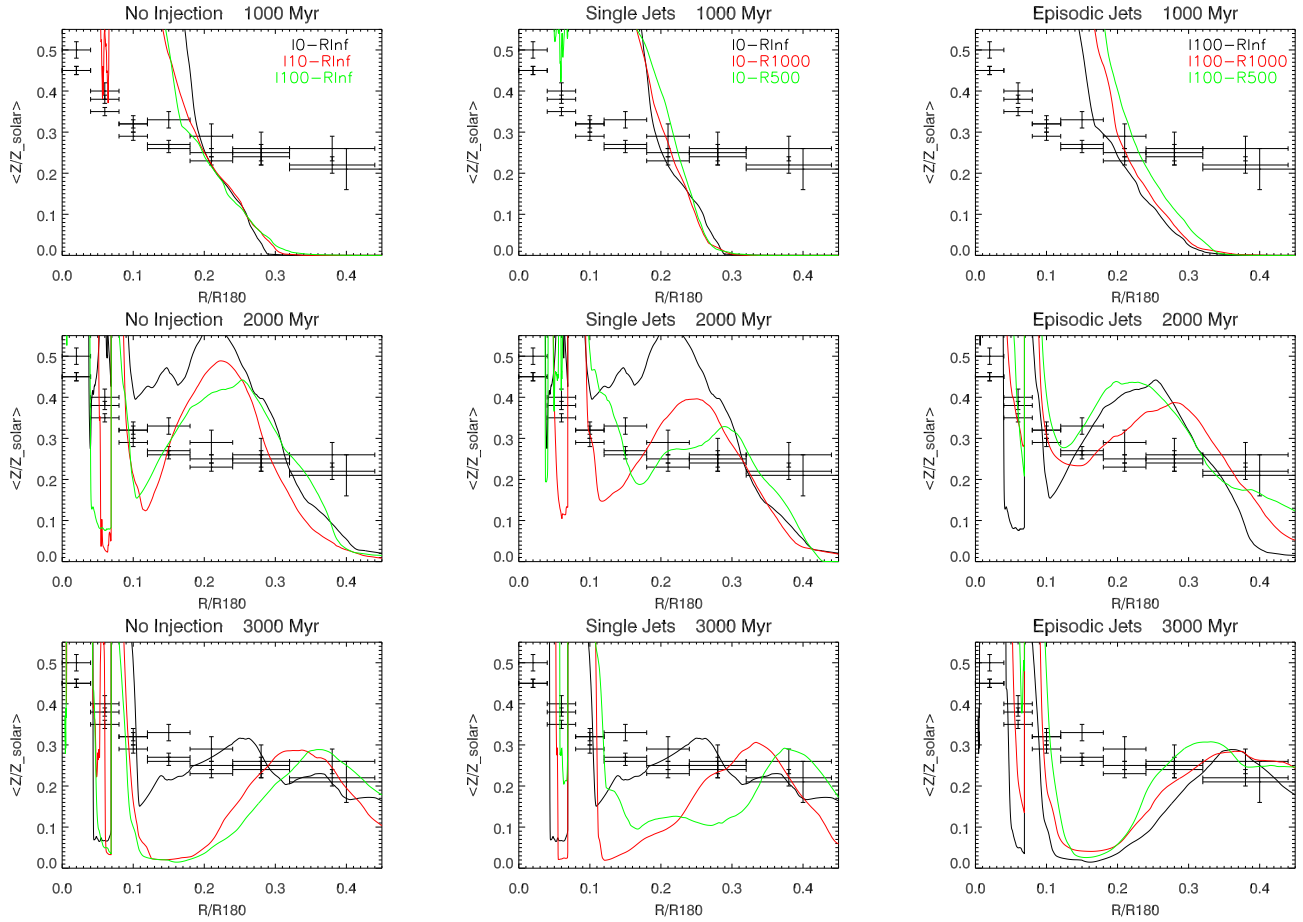 No Injection 1000 Myr
<Z/Z_solar>
0.5
0.4
0.3
0.2
0.1
0.0
I0-RInf
I10-RInf
I100-RInf
0.0 0.1 0.2 0.3 0.4
R/R180
Single Jets 1000 Myr
<Z/Z_solar>
0.5
0.4
0.3
0.2
0.1
0.0
I0-RInf
I0-R1000
I0-R500
0.0 0.1 0.2 0.3 0.4
R/R180
Episodic Jets 1000 Myr
<Z/Z_solar>
0.5
0.4
0.3
0.2
0.1
0.0
I100-RInf
I100-R1000
I100-R500
0.0 0.1 0.2 0.3 0.4
R/R180
No Injection 2000 Myr
<Z/Z_solar>
0.5
0.4
0.3
0.2
0.1
0.0
0.0 0.1 0.2 0.3 0.4
R/R180
Single Jets 2000 Myr
<Z/Z_solar>
0.5
0.4
0.3
0.2
0.1
0.0
0.0 0.1 0.2 0.3 0.4
R/R180
Episodic Jets 2000 Myr
<Z/Z_solar>
0.5
0.4
0.3
0.2
0.1
0.0
0.0 0.1 0.2 0.3 0.4
R/R180
No Injection 3000 Myr
<Z/Z_solar>
0.5
0.4
0.3
0.2
0.1
0.0
0.0 0.1 0.2 0.3 0.4
R/R180
Single Jets 3000 Myr
<Z/Z_solar>
0.5
0.4
0.3
0.2
0.1
0.0
0.0 0.1 0.2 0.3 0.4
R/R180
Episodic Jets 3000 Myr
<Z/Z_solar>
0.5
0.4
0.3
0.2
0.1
0.0
0.0 0.1 0.2 0.3 0.4
R/R180